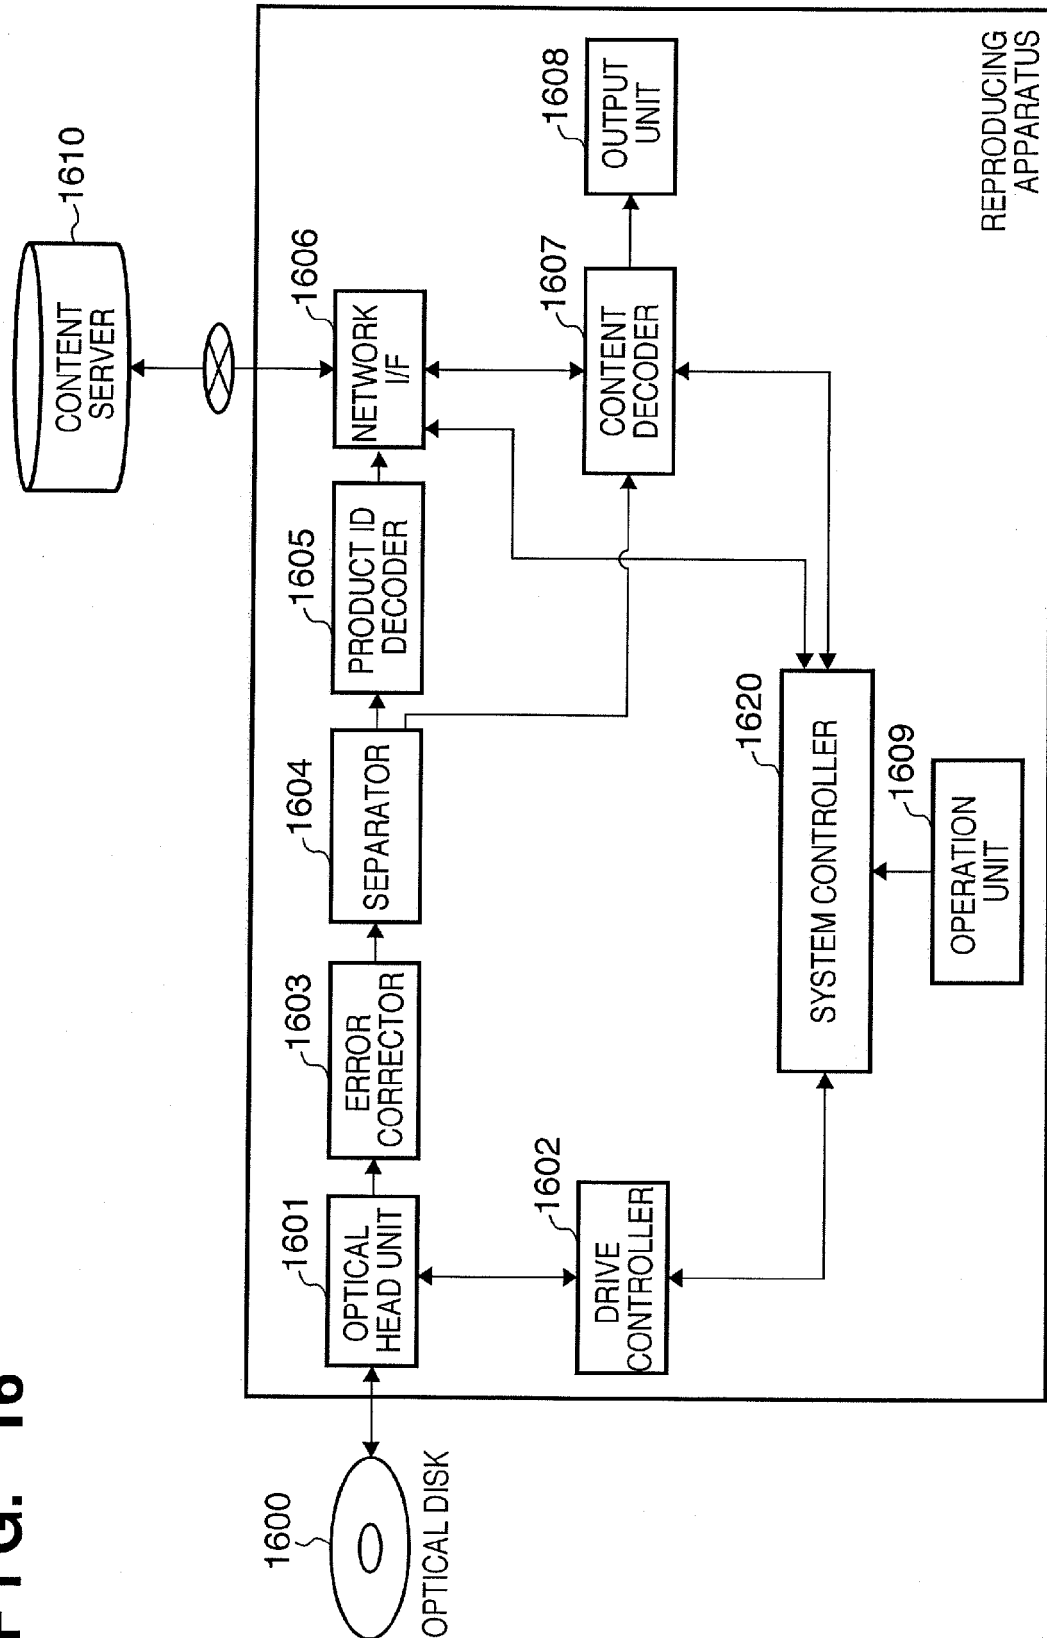 FIG. 16
1610
CONTENT
SERVER
1600
OPTICAL DISK
1601
OPTICAL
HEAD UNIT
1603
ERROR
CORRECTOR
1604
SEPARATOR
1605
PRODUCT ID
DECODER
1606
NETWORK
I/F
1602
DRIVE
CONTROLLER
1607
CONTENT
DECODER
1608
OUTPUT
UNIT
1620
SYSTEM CONTROLLER
1609
OPERATION
UNIT
REPRODUCING
APPARATUS